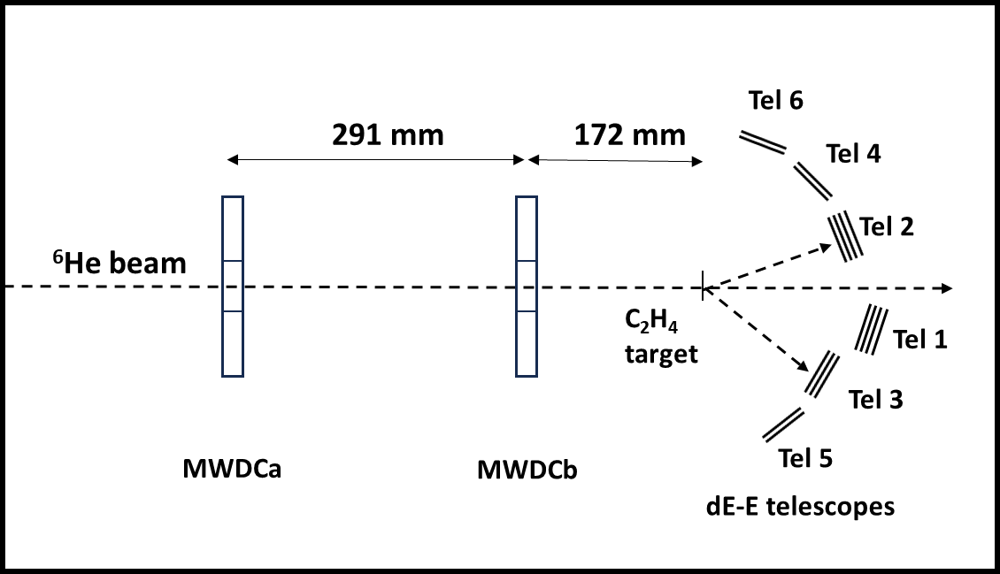 Tel 6
291 mm
172 mm
Tel 4
Tel 2
⁶He beam
C₂H₄
target
Tel 1
Tel 3
Tel 5
MWDCa
MWDCb
dE-E telescopes